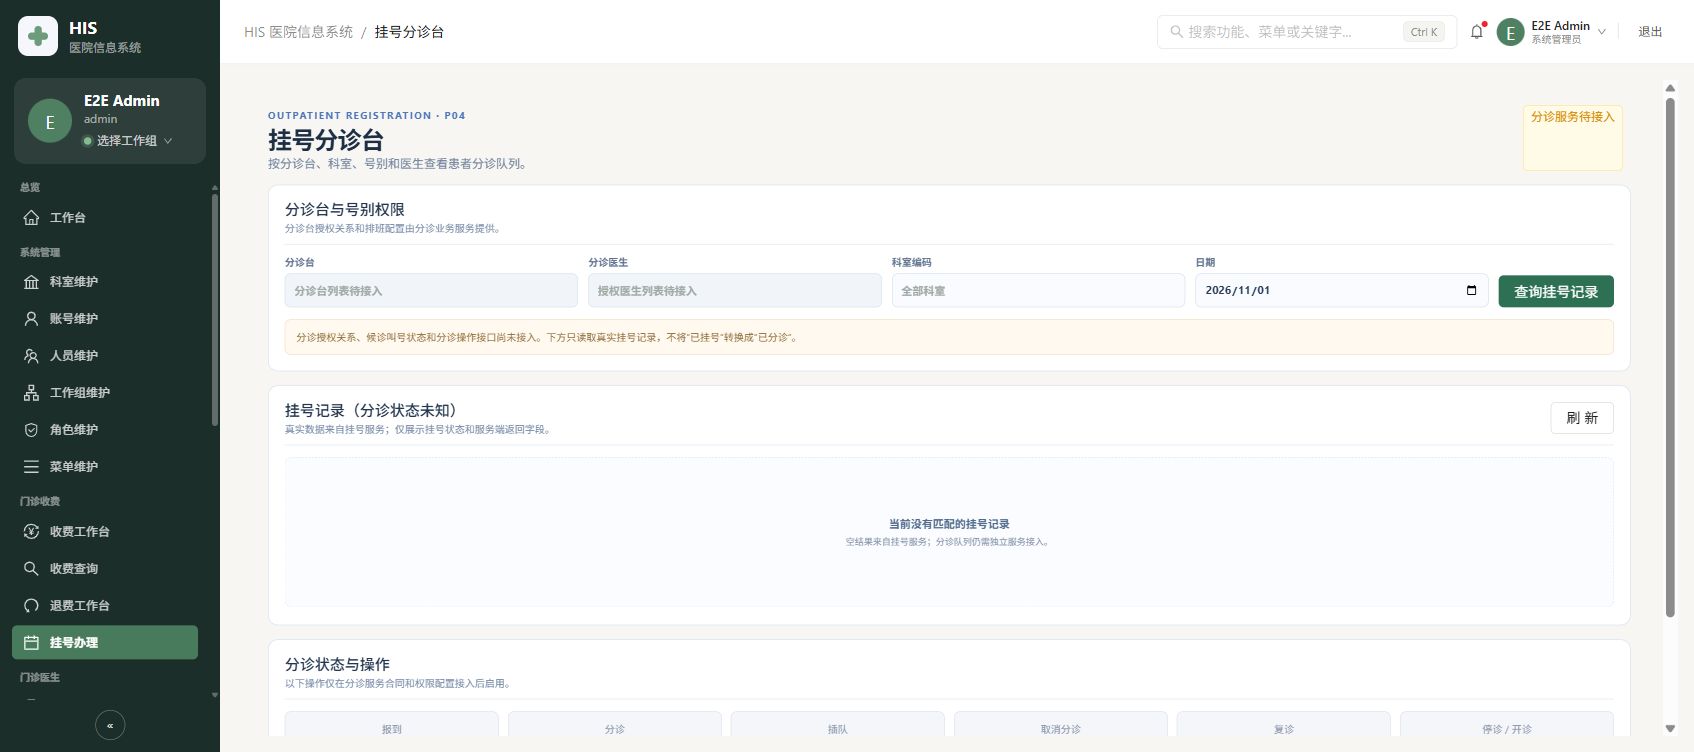 HIS
医院信息系统
E2E Admin
admin
选择工作组
总览
工作台
系统管理
科室维护
账号维护
人员维护
工作组维护
角色维护
菜单维护
门诊收费
收费工作台
收费查询
退费工作台
挂号办理
门诊医生
«
HIS 医院信息系统 / 挂号分诊台
搜索功能、菜单或关键字...
Ctrl K
E
E2E Admin
系统管理员
退出
OUTPATIENT REGISTRATION · P04
挂号分诊台
按分诊台、科室、号别和医生查看患者分诊队列。
分诊服务待接入
分诊台与号别权限
分诊台授权关系和排班配置由分诊业务服务提供。
分诊台
分诊医生
科室编码
日期
分诊台列表待接入
授权医生列表待接入
全部科室
2026/11/01
查询挂号记录
分诊授权关系、候诊叫号状态和分诊操作接口尚未接入。下方只读取真实挂号记录，不将"已挂号"转换成"已分诊"。
挂号记录（分诊状态未知）
真实数据来自挂号服务；仅展示挂号状态和服务端返回字段。
刷 新
当前没有匹配的挂号记录
空结果来自挂号服务；分诊队列仍需独立服务接入。
分诊状态与操作
以下操作仅在分诊服务合同和权限配置接入后启用。
报到
分诊
插队
取消分诊
复诊
停诊 / 开诊